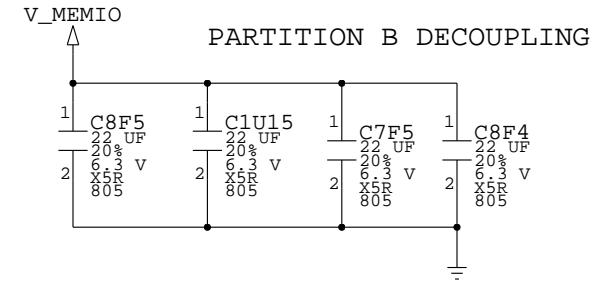 V_MEMIO
PARTITION B DECOUPLING
1
C8F5
22 UF
20%
6.3 V
X5R
805
2
1
C1U15
22 UF
20%
6.3 V
X5R
805
2
1
C7F5
22 UF
20%
6.3 V
X5R
805
2
1
C8F4
22 UF
20%
6.3 V
X5R
805
2